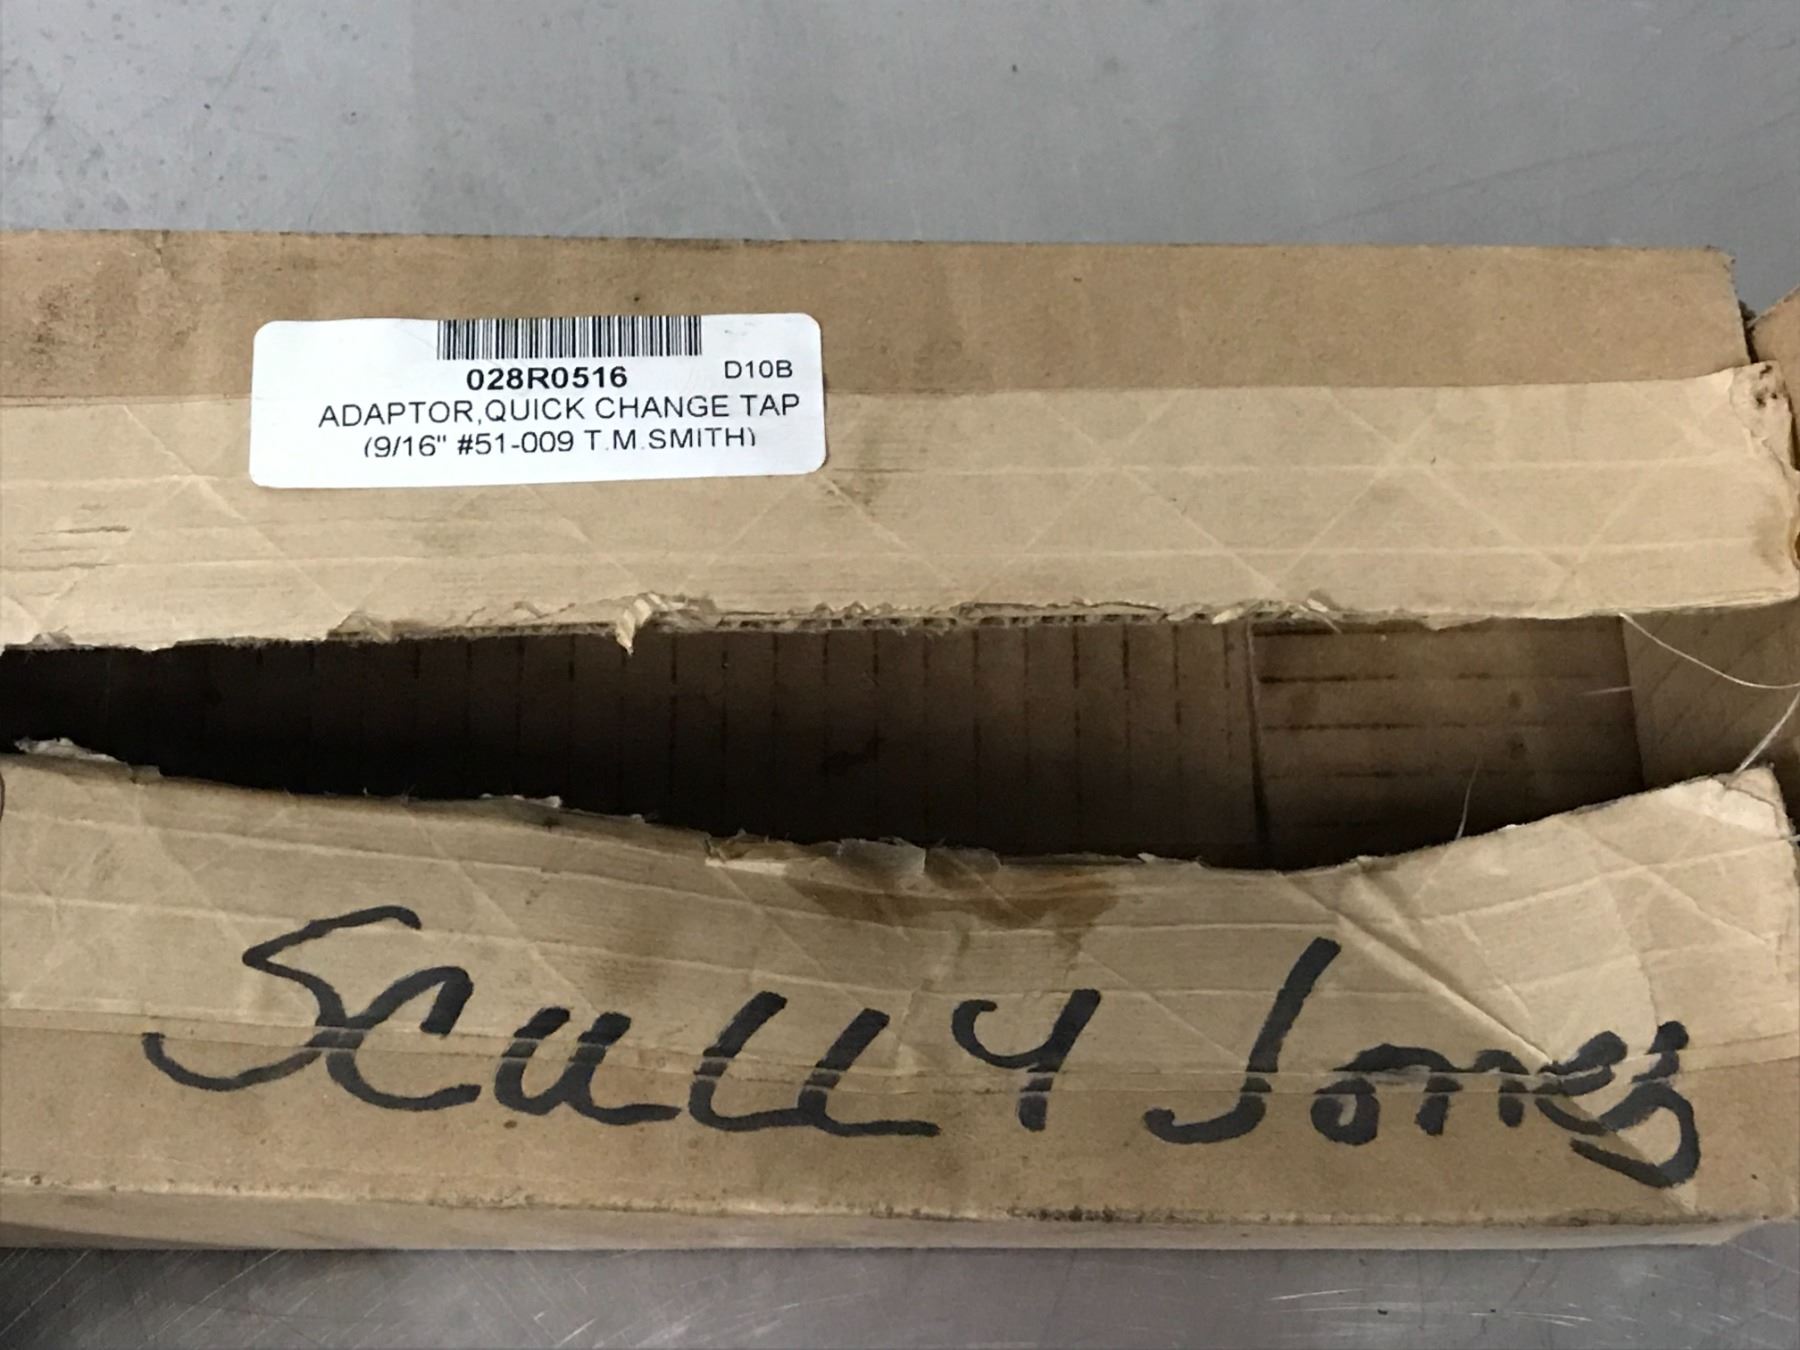 028R0516 D10B
ADAPTOR,QUICK CHANGE TAP
(9/16" #51-009 T.M.SMITH)
Scully Jones